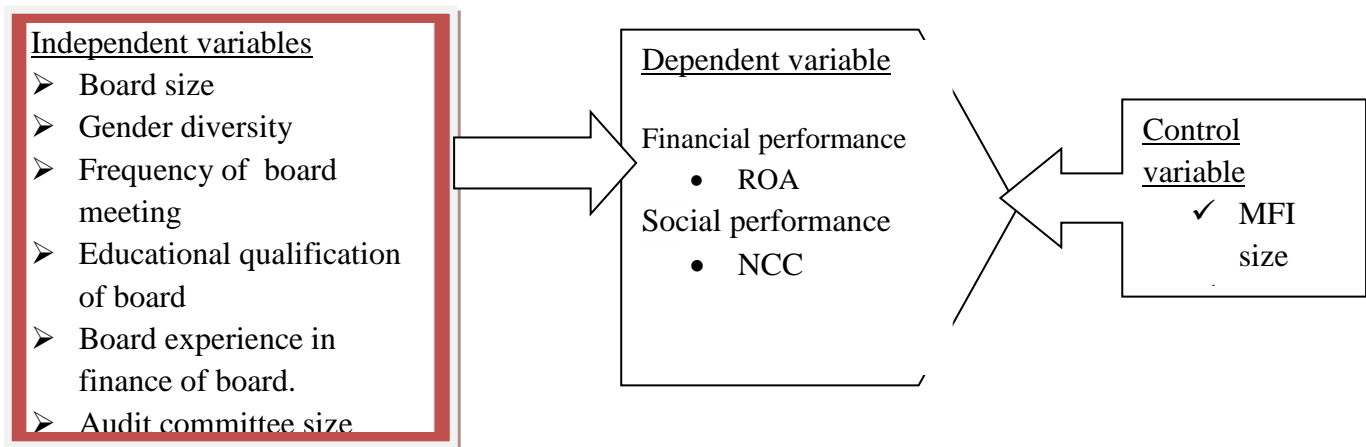 Independent variables
➢ Board size
➢ Gender diversity
➢ Frequency of board
meeting
➢ Educational qualification
of board
➢ Board experience in
finance of board.
➢ Audit committee size
Dependent variable
Financial performance
• ROA
Social performance
• NCC
Control
variable
✓ MFI
size